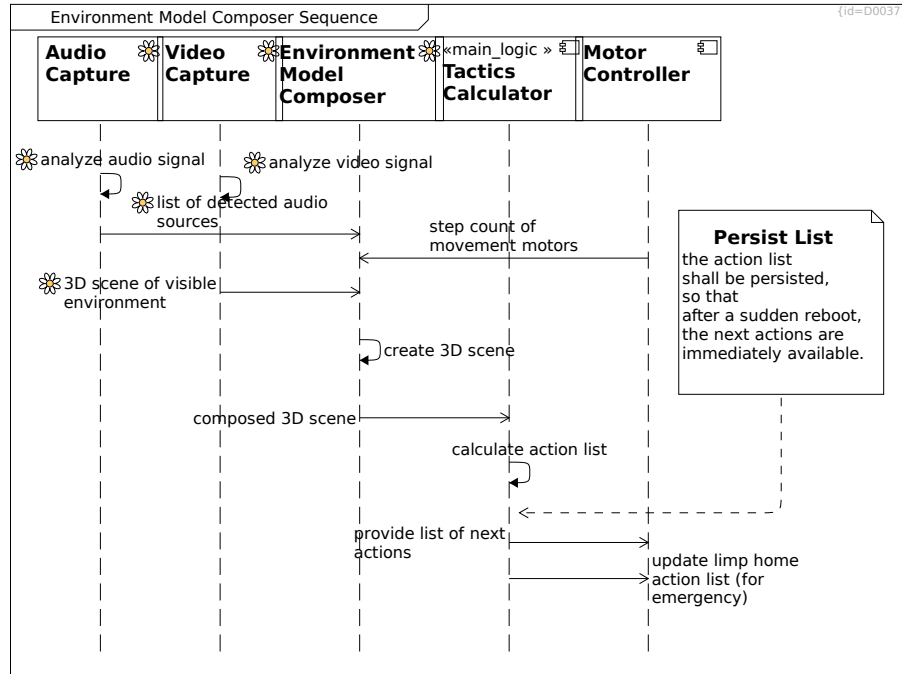 Environment Model Composer Sequence
{id=D0037
Audio
Capture
Video
Capture
Environment
Model
Composer
«main_logic »
Tactics
Calculator
Motor
Controller
analyze audio signal
analyze video signal
list of detected audio
sources
step count of
movement motors
3D scene of visible
environment
create 3D scene
composed 3D scene
calculate action list
provide list of next
actions
update limp home
action list (for
emergency)
Persist List
the action list
shall be persisted,
so that
after a sudden reboot,
the next actions are
immediately available.